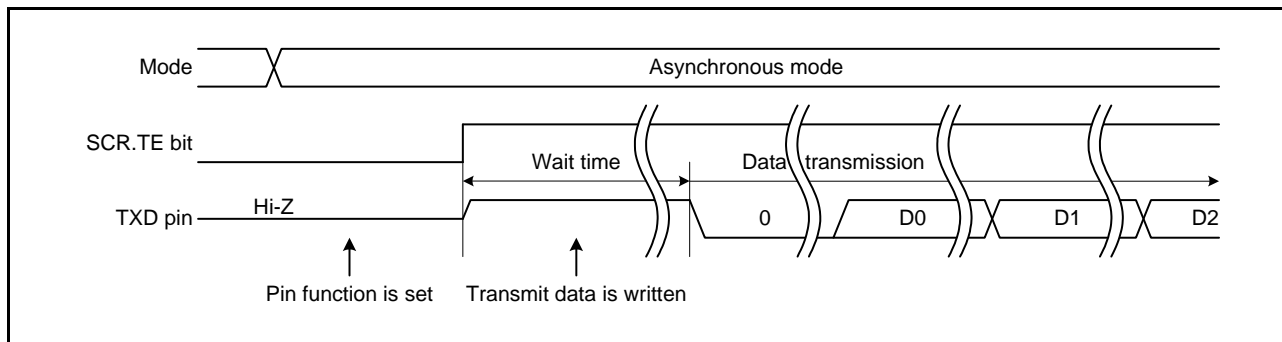 Mode
Asynchronous mode
SCR.TE bit
Wait time
Data transmission
TXD pin
Hi-Z
0
D0
D1
D2
Pin function is set
Transmit data is written